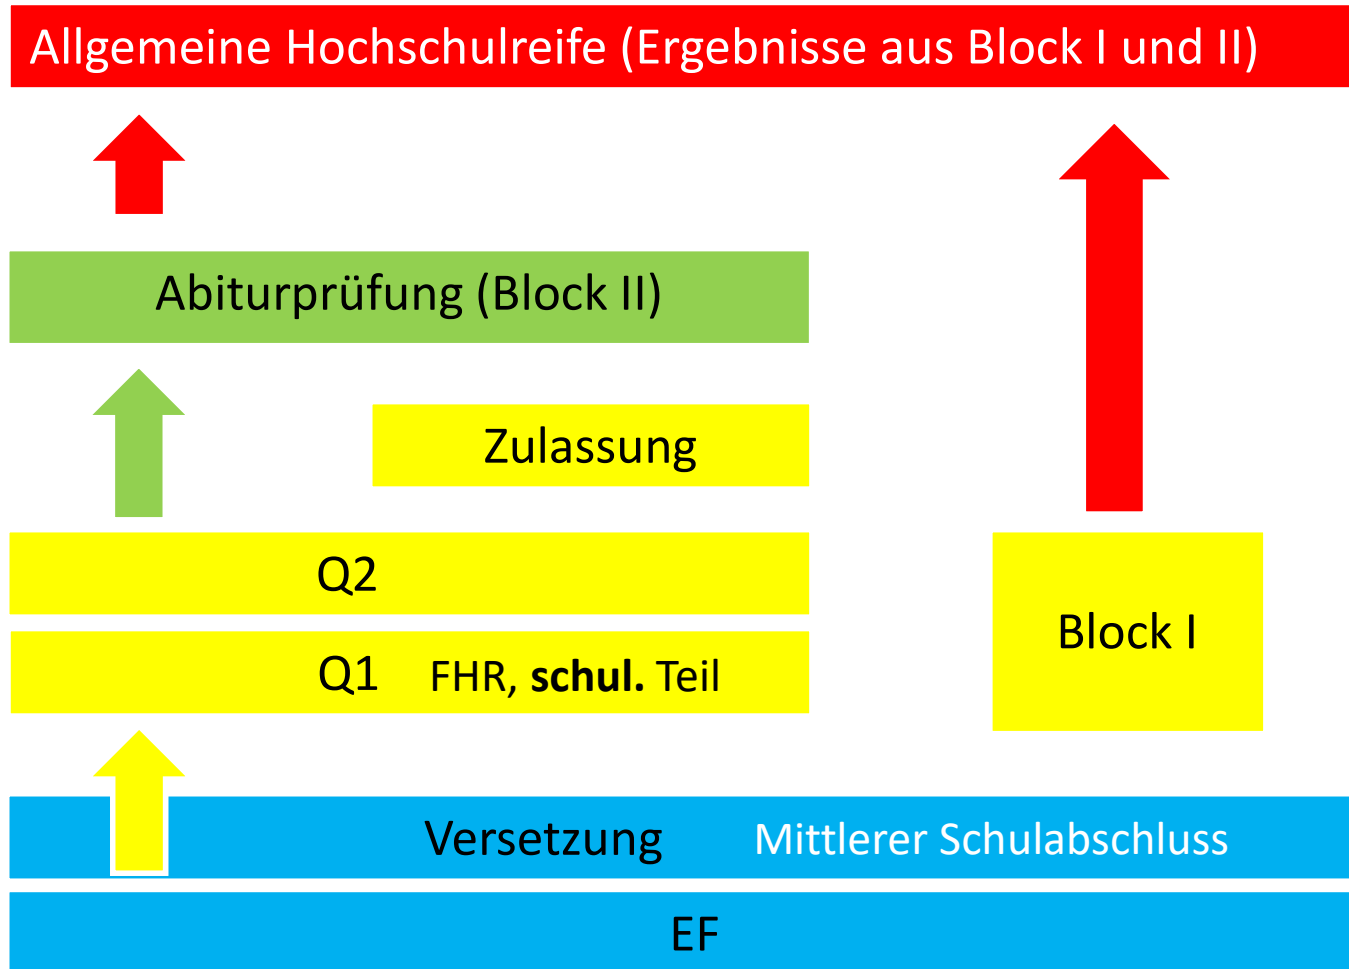 Allgemeine Hochschulreife (Ergebnisse aus Block I und II)
Abiturprüfung (Block II)
Zulassung
Q2
Q1 FHR, schul. Teil
Block I
Versetzung Mittlerer Schulabschluss
EF